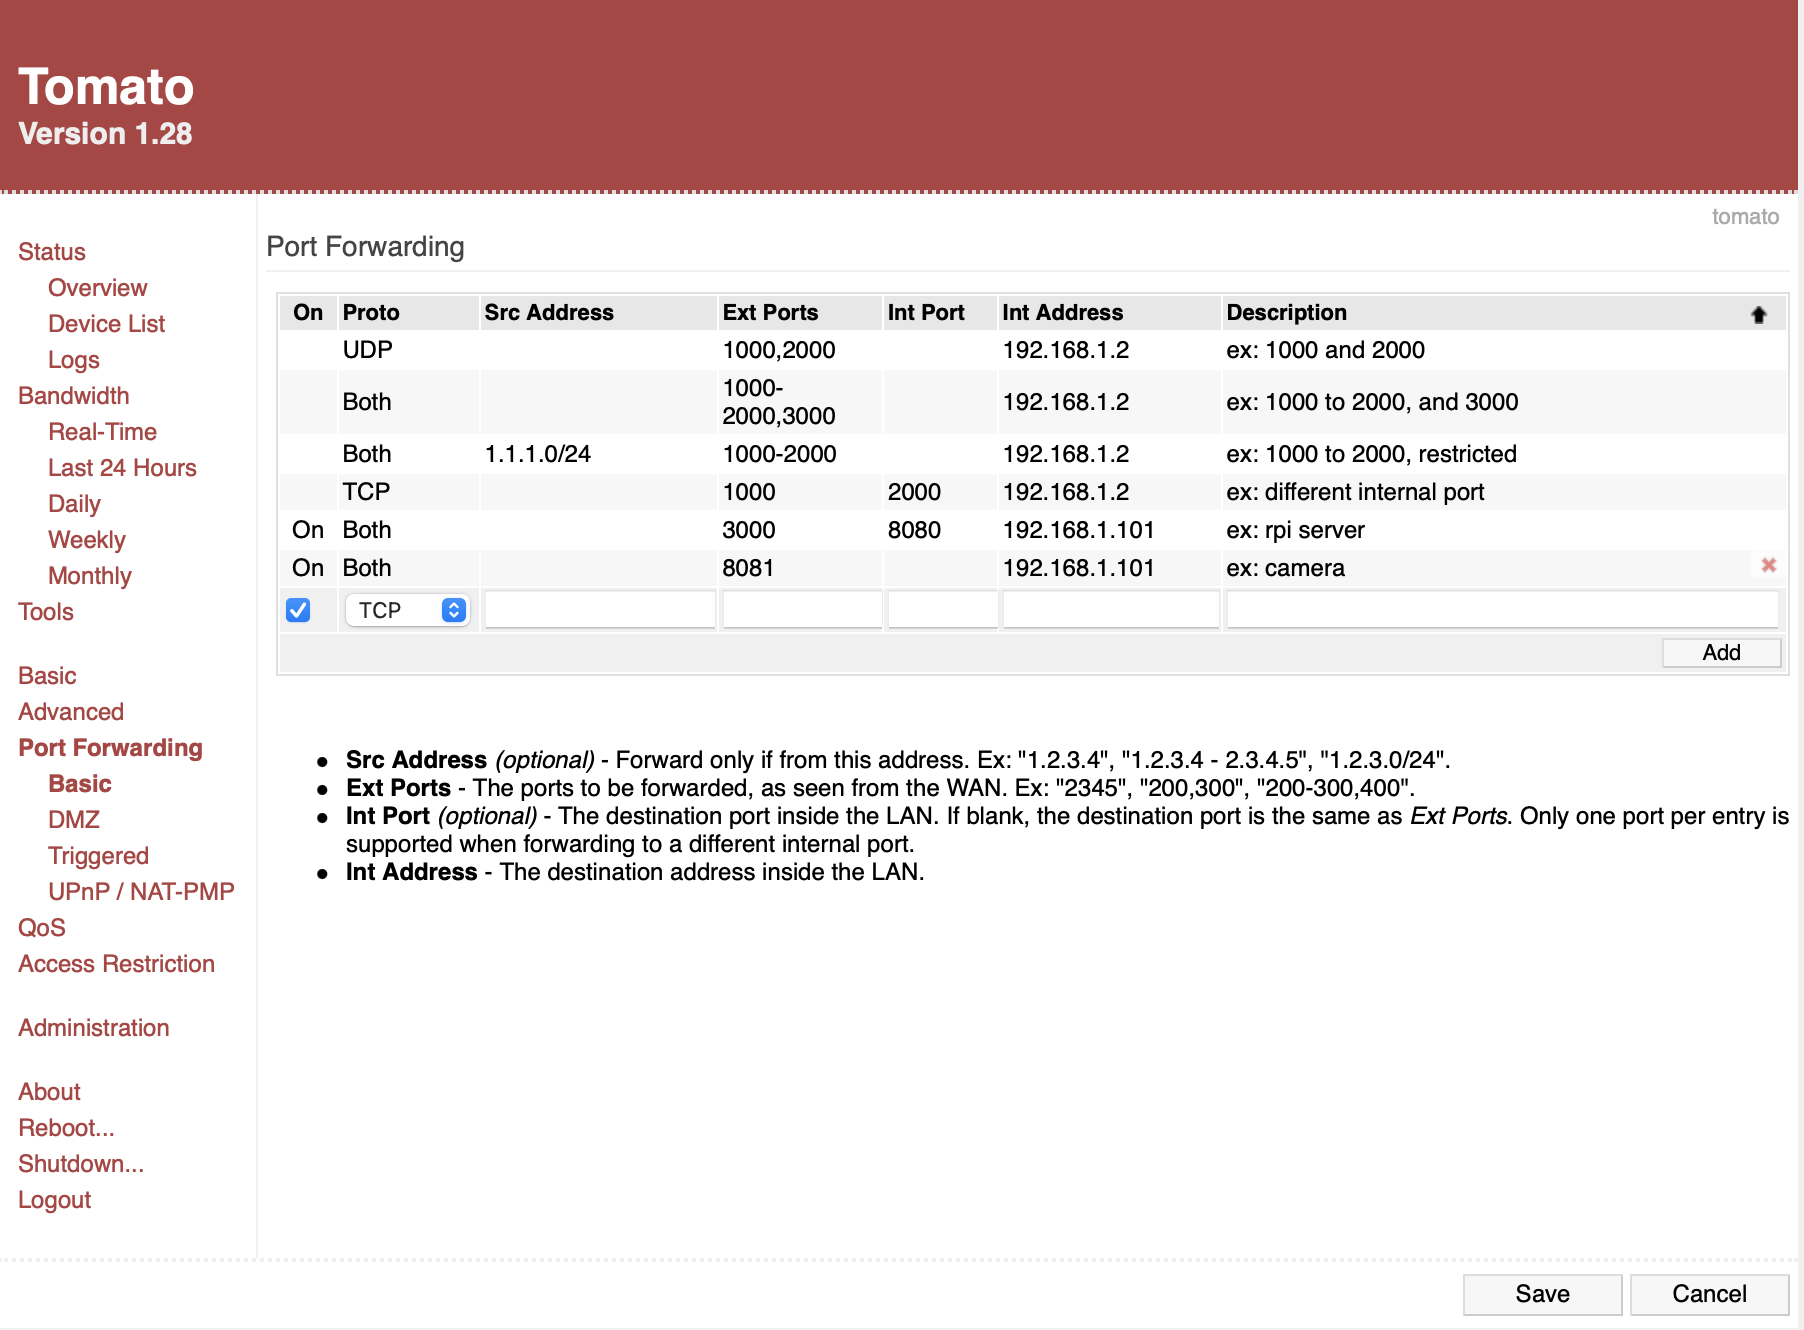 Tomato
Version 1.28
tomato
Status
Overview
Device List
Logs
Bandwidth
Real-Time
Last 24 Hours
Daily
Weekly
Monthly
Tools
Basic
Advanced
Port Forwarding
Basic
DMZ
Triggered
UPnP / NAT-PMP
QoS
Access Restriction
Administration
About
Reboot...
Shutdown...
Logout
Port Forwarding
On Proto Src Address Ext Ports Int Port Int Address Description
UDP 1000,2000 192.168.1.2 ex: 1000 and 2000
Both 1000-
2000,3000 192.168.1.2 ex: 1000 to 2000, and 3000
Both 1.1.1.0/24 1000-2000 192.168.1.2 ex: 1000 to 2000, restricted
TCP 1000 2000 192.168.1.2 ex: different internal port
On Both 3000 8080 192.168.1.101 ex: rpi server
On Both 8081 192.168.1.101 ex: camera
TCP
Add
● Src Address (optional) - Forward only if from this address. Ex: "1.2.3.4", "1.2.3.4 - 2.3.4.5", "1.2.3.0/24".
● Ext Ports - The ports to be forwarded, as seen from the WAN. Ex: "2345", "200,300", "200-300,400".
● Int Port (optional) - The destination port inside the LAN. If blank, the destination port is the same as Ext Ports. Only one port per entry is
supported when forwarding to a different internal port.
● Int Address - The destination address inside the LAN.
Save Cancel